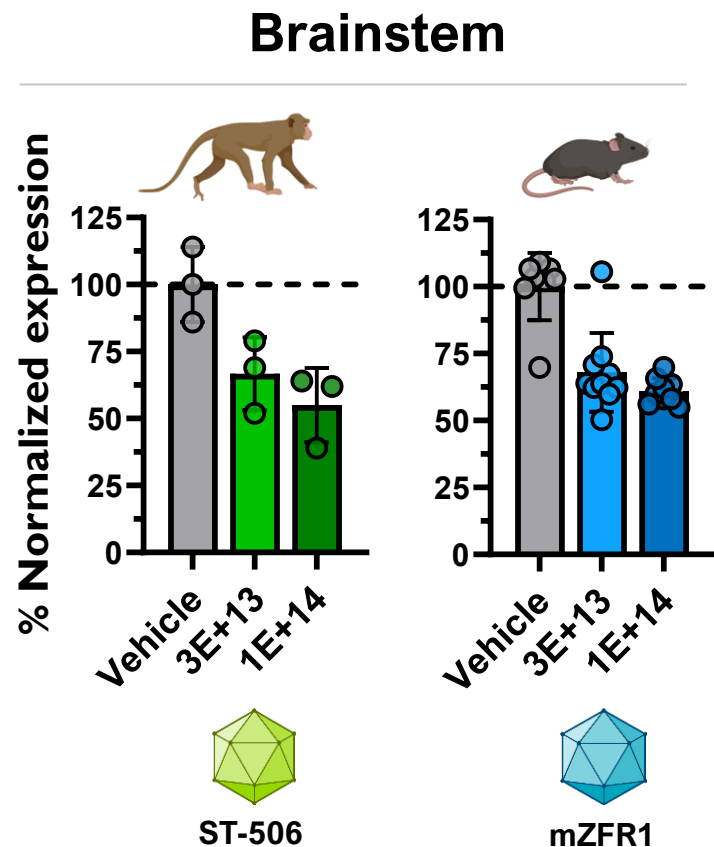 Brainstem
% Normalized expression
125
100
75
50
25
0
Vehicle
3E+13
1E+14
ST-506
125
100
75
50
25
0
Vehicle
3E+13
1E+14
mZFR1